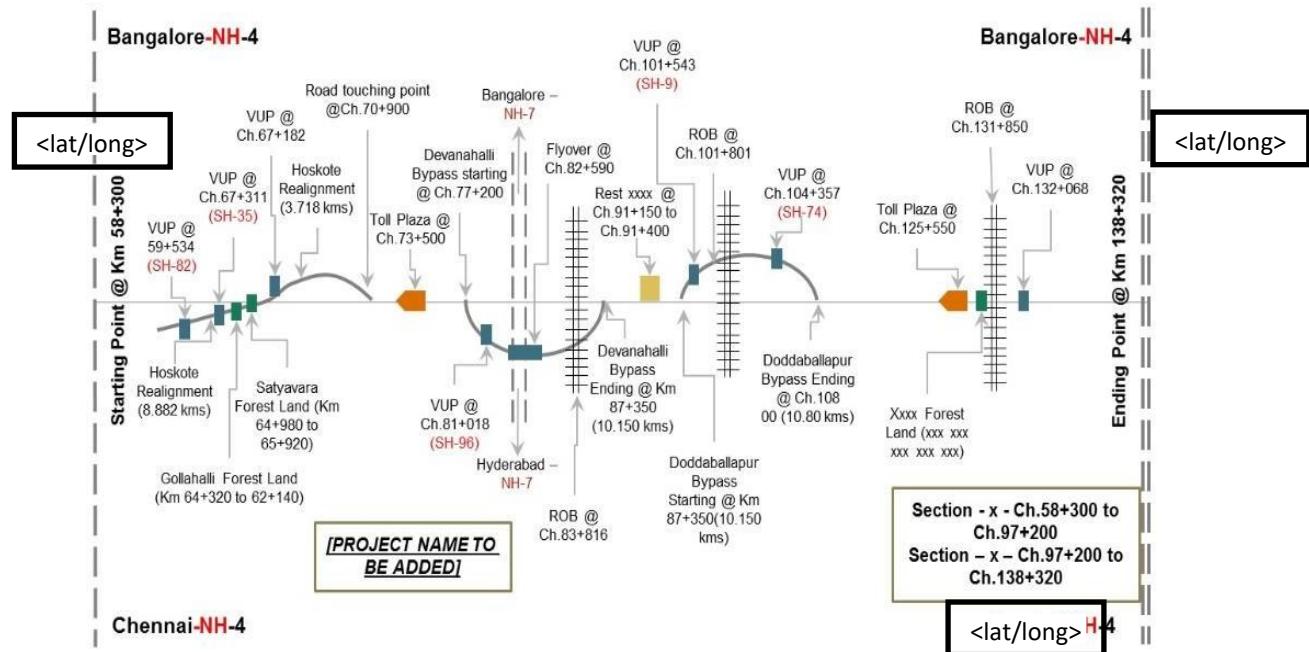 Bangalore-NH-4
Bangalore-NH-4
<lat/long>
<lat/long>
Starting Point @ Km 58+300
Ending Point @ Km 138+320
VUP @
59+534
(SH-82)
VUP @
Ch.67+311
(SH-35)
VUP @
Ch.67+182
Road touching point
@Ch.70+900
Hoskote
Realignment
(3.718 kms)
Toll Plaza @
Ch.73+500
Devanahalli
Bypass starting
@ Ch.77+200
Bangalore –
NH-7
Flyover @
Ch.82+590
Rest xxxx @
Ch.91+150 to
Ch.91+400
VUP @
Ch.101+543
(SH-9)
ROB @
Ch.101+801
VUP @
Ch.104+357
(SH-74)
Toll Plaza @
Ch.125+550
ROB @
Ch.131+850
VUP @
Ch.132+068
Hoskote
Realignment
(8.882 kms)
Satyavara
Forest Land (Km
64+980 to
65+920)
Gollahalli Forest Land
(Km 64+320 to 62+140)
VUP @
Ch.81+018
(SH-96)
Hyderabad –
NH-7
ROB @
Ch.83+816
Devanahalli
Bypass
Ending @ Km
87+350
(10.150 kms)
Doddaballapur
Bypass
Starting @ Km
87+350(10.150
kms)
Doddaballapur
Bypass Ending
@ Ch.108
00 (10.80 kms)
Xxxx Forest
Land (xxx xxx
xxx xxx xxx)
[PROJECT NAME TO
BE ADDED]
Section - x - Ch.58+300 to
Ch.97+200
Section – x – Ch.97+200 to
Ch.138+320
Chennai-NH-4
<lat/long>
H-4